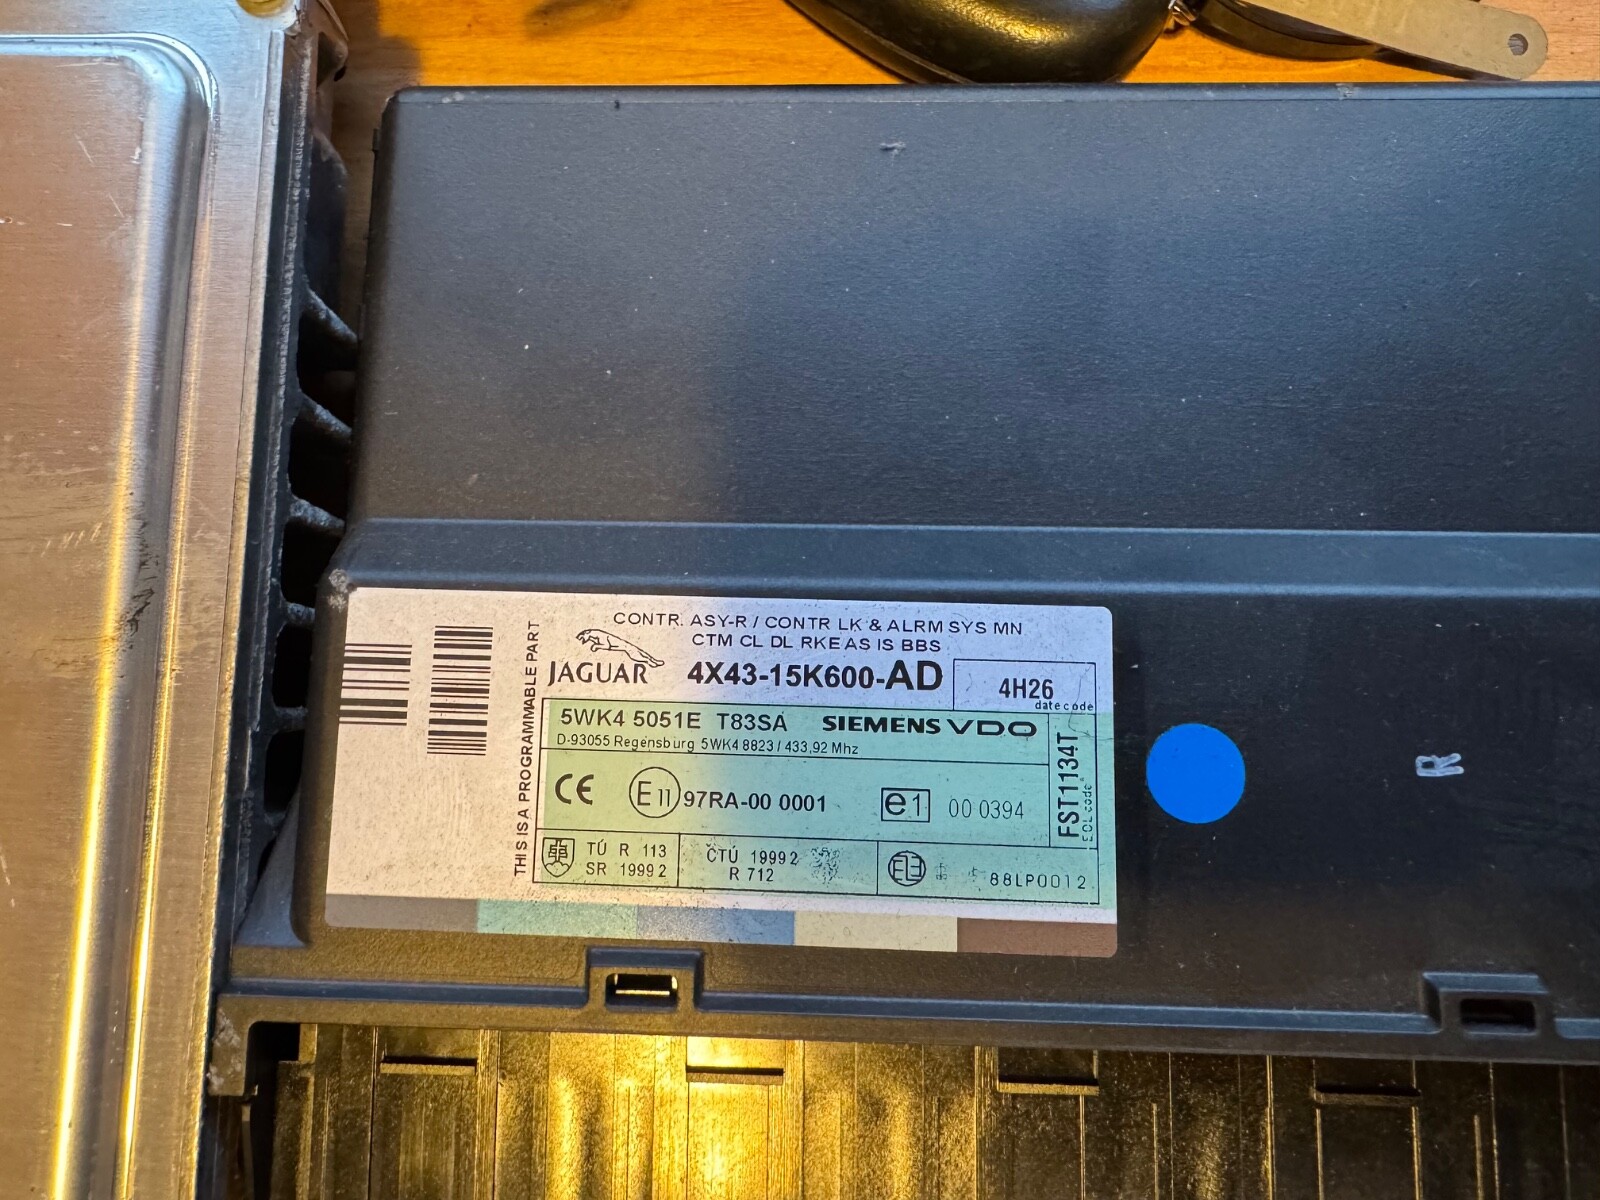 CONTR. ASY-R / CONTR LK & ALRM SYS MN
CTM CL DL RKE AS IS BBS
JAGUAR 4X43-15K600-AD
4H26
date code
THIS IS A PROGRAMMABLE PART
5WK4 5051E T83SA SIEMENS VDO
D-93055 Regensburg 5WK4 8823 / 433,92 Mhz
CE E11 97RA-00 0001 e1 00 0394
FST1134T
EOL code
TÚ R 113
SR 1999 2
ČTÚ 1999 2
R 712
88LP0012
R